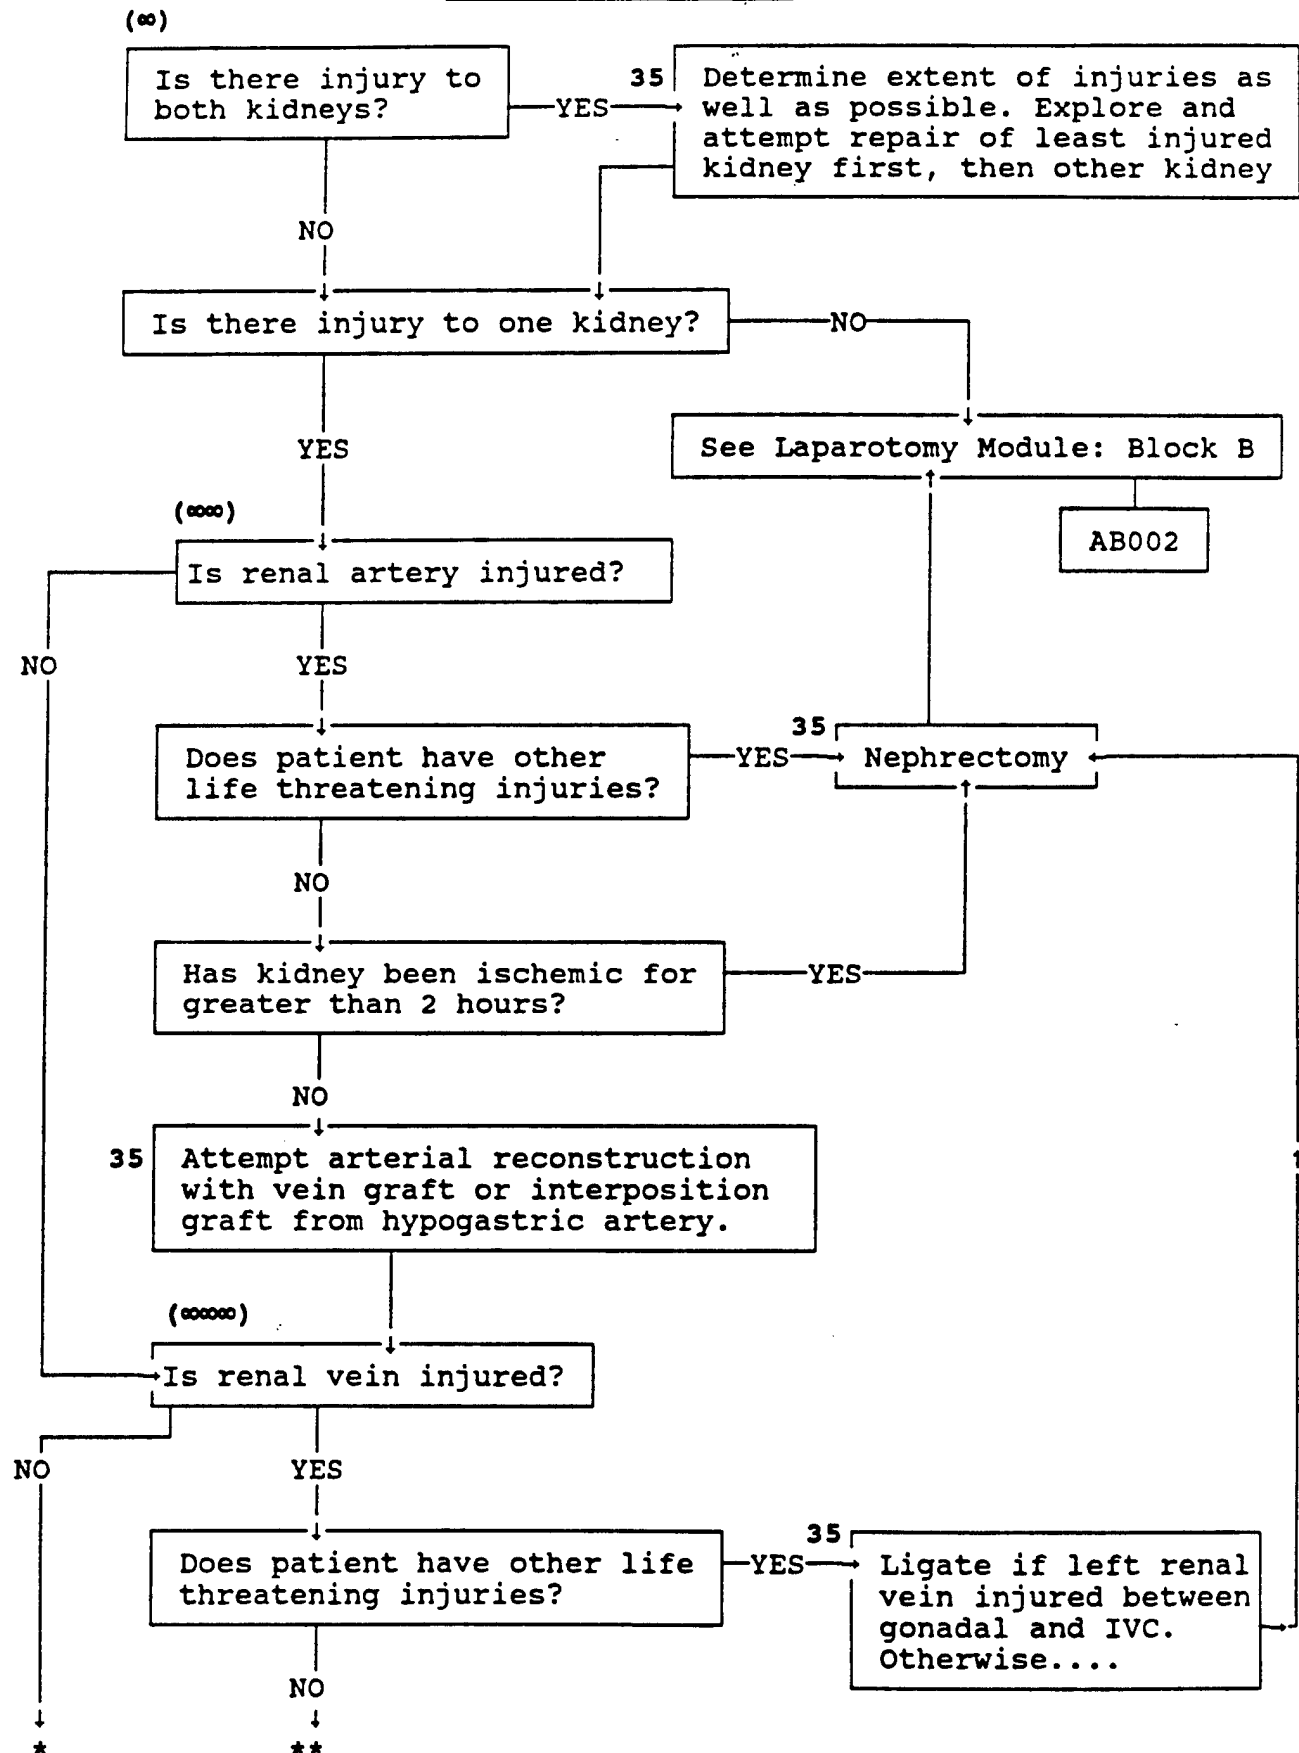 (∞)
Is there injury to
both kidneys?
YES
35
Determine extent of injuries as
well as possible. Explore and
attempt repair of least injured
kidney first, then other kidney
NO
Is there injury to one kidney?
NO
YES
See Laparotomy Module: Block B
AB002
(∞∞)
Is renal artery injured?
NO
YES
Does patient have other
life threatening injuries?
YES
35
Nephrectomy
NO
Has kidney been ischemic for
greater than 2 hours?
YES
NO
35
Attempt arterial reconstruction
with vein graft or interposition
graft from hypogastric artery.
(∞∞∞)
Is renal vein injured?
NO
YES
Does patient have other life
threatening injuries?
YES
35
Ligate if left renal
vein injured between
gonadal and IVC.
Otherwise....
NO
*
**